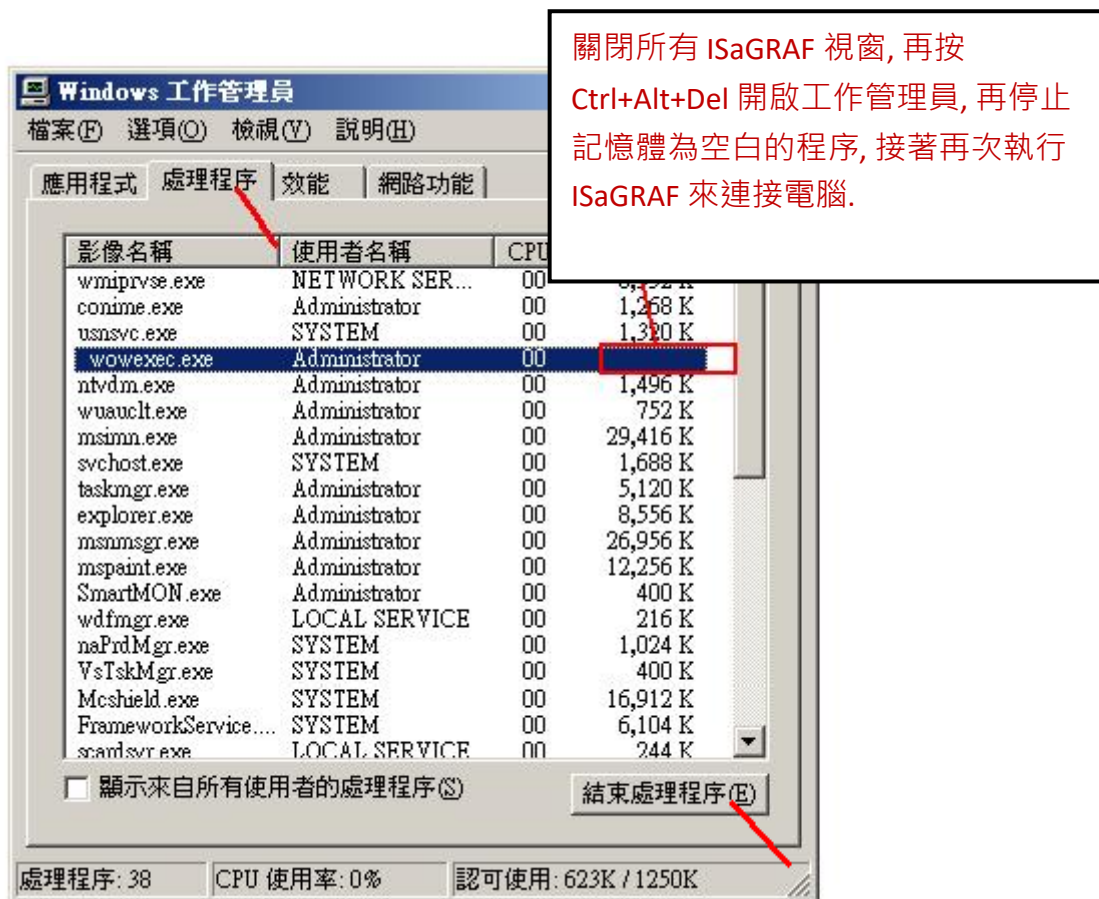 關閉所有 ISaGRAF 視窗, 再按
Ctrl+Alt+Del 開啟工作管理員, 再停止
記憶體為空白的程序, 接著再次執行
ISaGRAF 來連接電腦.
Windows 工作管理員
檔案(F) 選項(O) 檢視(V) 說明(H)
應用程式 處理程序 效能 網路功能
影像名稱 使用者名稱 CPU
wmiprvse.exe NETWORK SER... 00
conime.exe Administrator 00 1,268 K
usnsvc.exe SYSTEM 00 1,320 K
wowexec.exe Administrator 00
ntvdm.exe Administrator 00 1,496 K
wuauclt.exe Administrator 00 752 K
msimn.exe Administrator 00 29,416 K
svchost.exe SYSTEM 00 1,688 K
taskmgr.exe Administrator 00 5,120 K
explorer.exe Administrator 00 8,556 K
msnmsgr.exe Administrator 00 26,956 K
mspaint.exe Administrator 00 12,256 K
SmartMON.exe Administrator 00 400 K
wdfmgr.exe LOCAL SERVICE 00 216 K
naPrdMgr.exe SYSTEM 00 1,024 K
VsTskMgr.exe SYSTEM 00 400 K
Mcshield.exe SYSTEM 00 16,912 K
FrameworkService.... SYSTEM 00 6,104 K
scardsvr.exe LOCAL SERVICE 00 244 K
顯示來自所有使用者的處理程序(S)
結束處理程序(E)
處理程序: 38 CPU 使用率: 0% 認可使用: 623K / 1250K